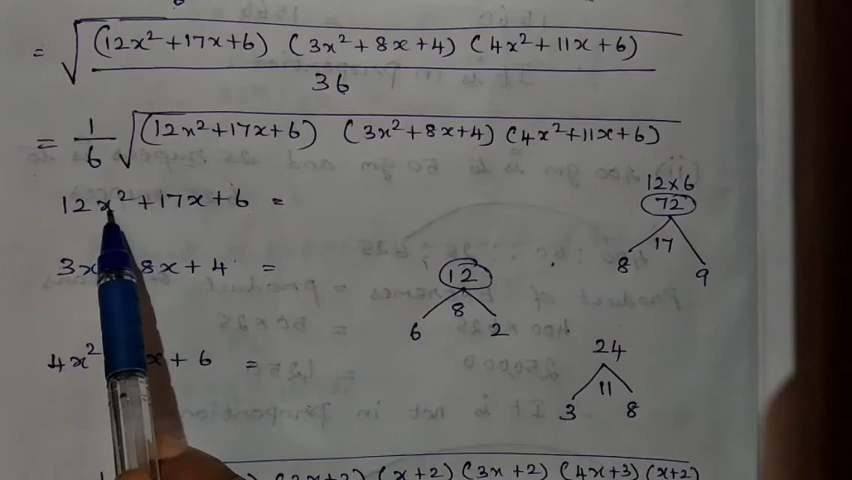 = √((12x² + 17x + 6) (3x² + 8x + 4) (4x² + 11x + 6) / 36)
= 1/6 √((12x² + 17x + 6) (3x² + 8x + 4) (4x² + 11x + 6))
12x² + 17x + 6 =
12 × 6
72
17
8 9
3x 8x + 4 =
12
8
6 2
4x² x + 6 =
24
11
3 8
(x + 2) (3x + 2) (4x + 3) (x + 2)